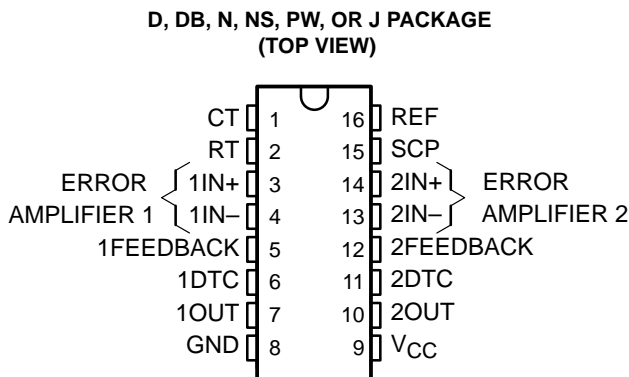 D, DB, N, NS, PW, OR J PACKAGE
(TOP VIEW)
CT 1 16 REF
RT 2 15 SCP
ERROR AMPLIFIER 1
1IN+ 3 14 2IN+
1IN– 4 13 2IN–
ERROR AMPLIFIER 2
1FEEDBACK 5 12 2FEEDBACK
1DTC 6 11 2DTC
1OUT 7 10 2OUT
GND 8 9 VCC